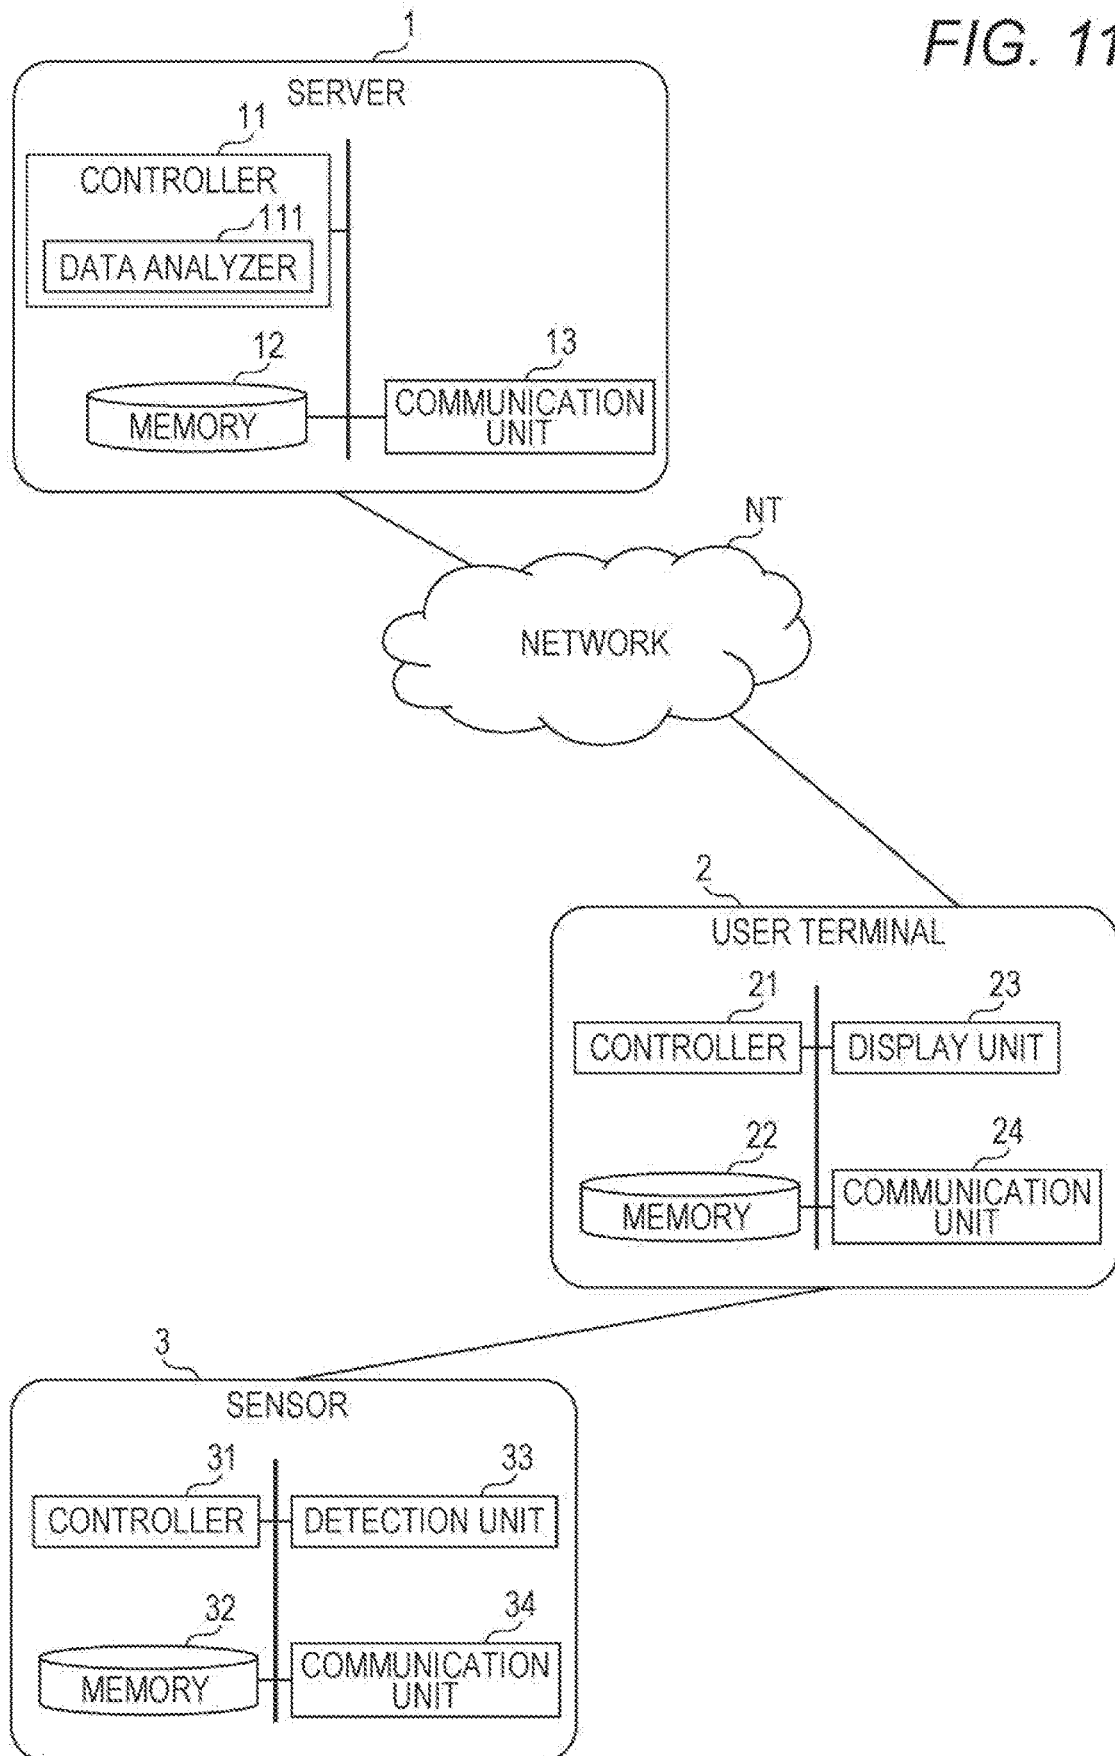 FIG. 11
1
SERVER
11
CONTROLLER
111
DATA ANALYZER
12
MEMORY
13
COMMUNICATION
UNIT
NT
NETWORK
2
USER TERMINAL
21
CONTROLLER
23
DISPLAY UNIT
22
MEMORY
24
COMMUNICATION
UNIT
3
SENSOR
31
CONTROLLER
33
DETECTION UNIT
32
MEMORY
34
COMMUNICATION
UNIT